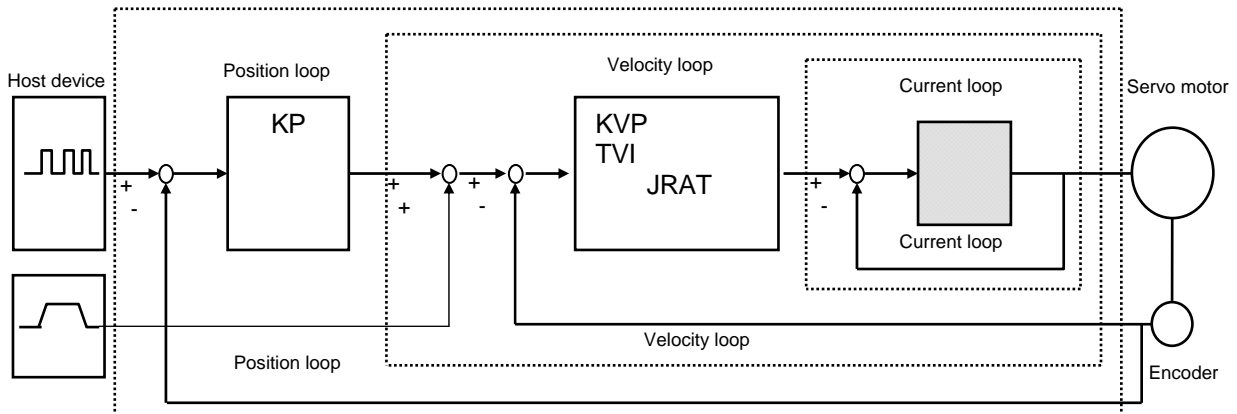 Host device
Position loop
Velocity loop
Current loop
Servo motor
KP
KVP
TVI
JRAT
+
-
+
+
+
-
+
-
Current loop
Position loop
Velocity loop
Encoder